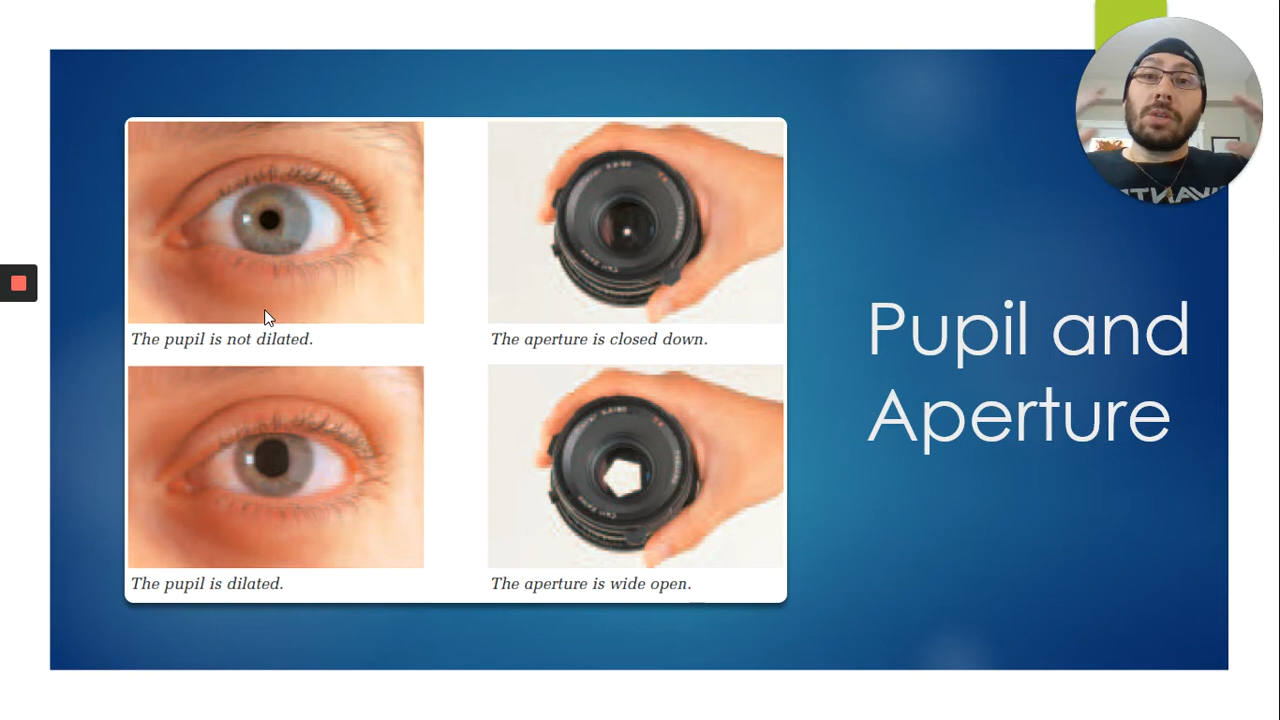 The pupil is not dilated.
The aperture is closed down.
The pupil is dilated.
The aperture is wide open.
Pupil and
Aperture